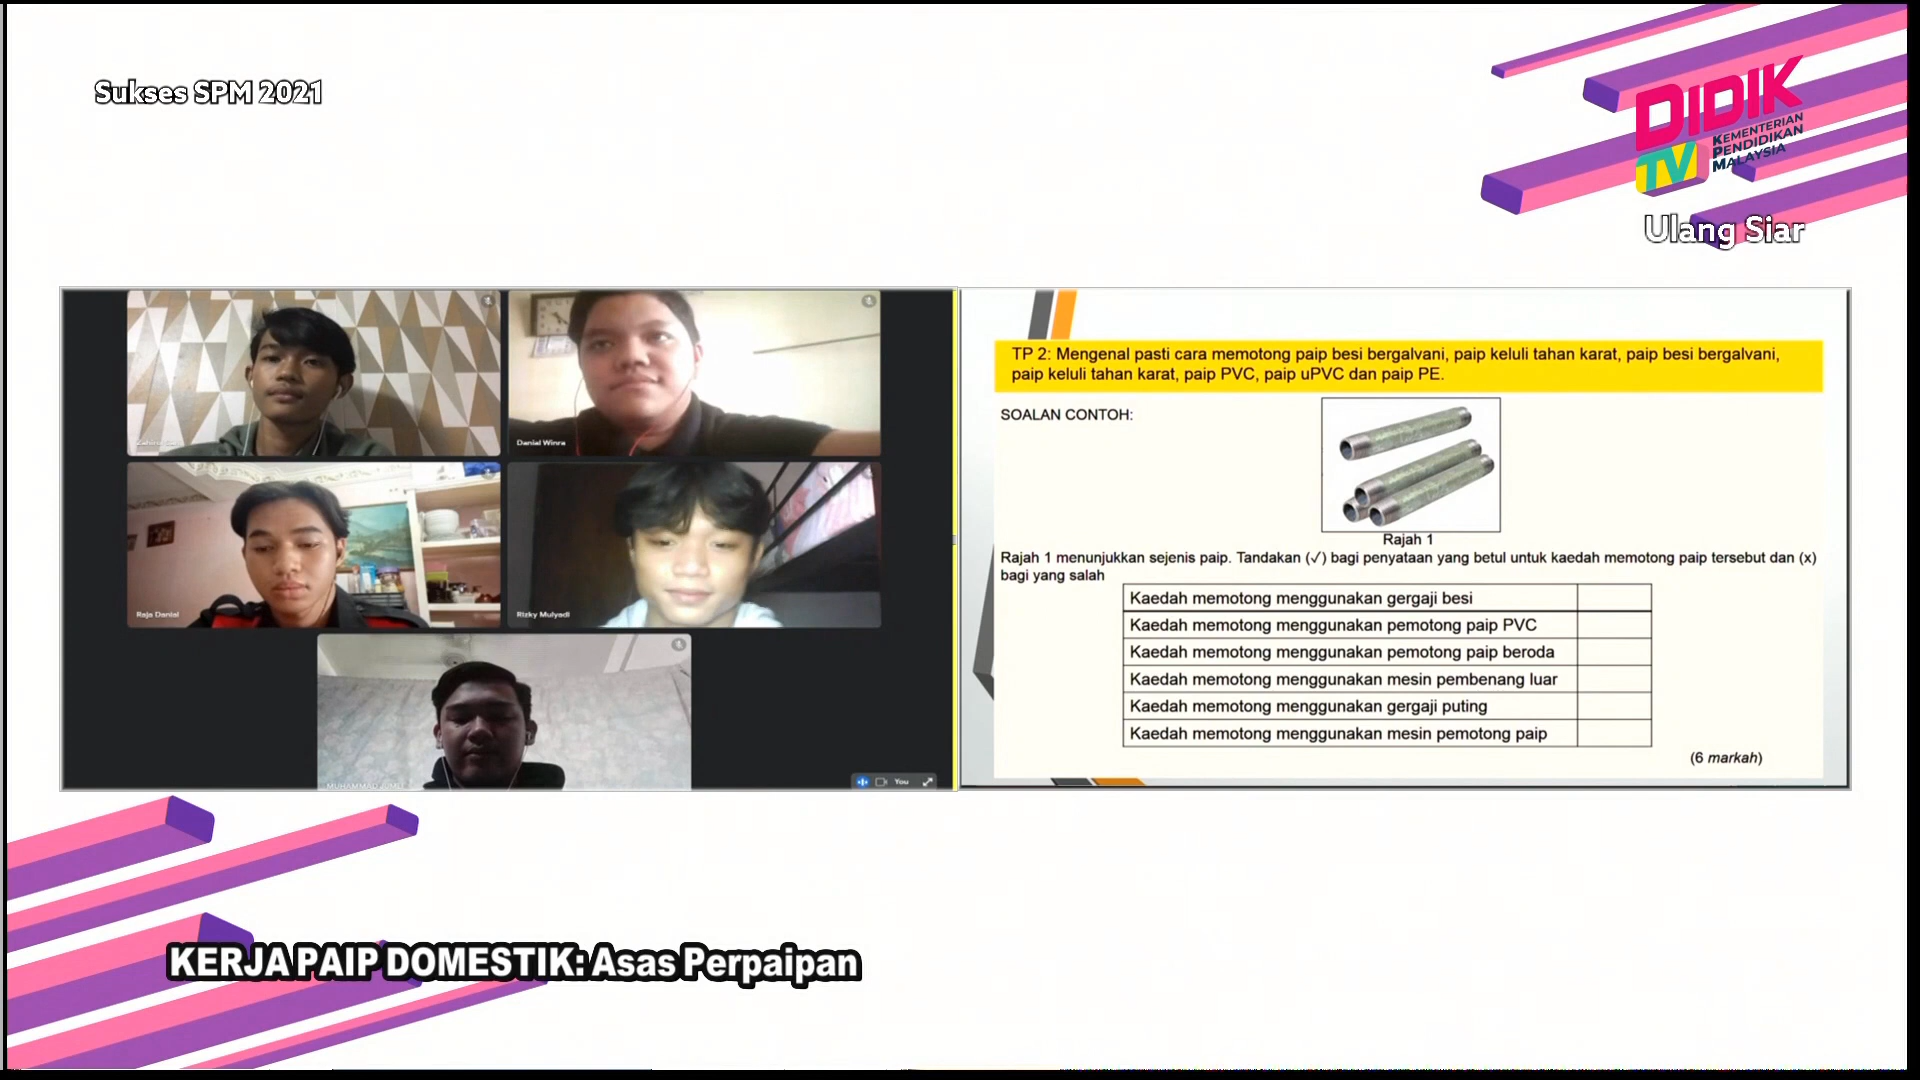 Sukses SPM 2021
DIDIK
TV
KEMENTERIAN
PENDIDIKAN
MALAYSIA
Ulang Siar
Danial Winra
Raja Danial
Rizky Mulyadi
You
TP 2: Mengenal pasti cara memotong paip besi bergalvani, paip keluli tahan karat, paip besi bergalvani,
paip keluli tahan karat, paip PVC, paip uPVC dan paip PE.
SOALAN CONTOH:
Rajah 1
Rajah 1 menunjukkan sejenis paip. Tandakan (✓) bagi penyataan yang betul untuk kaedah memotong paip tersebut dan (x)
bagi yang salah
Kaedah memotong menggunakan gergaji besi
Kaedah memotong menggunakan pemotong paip PVC
Kaedah memotong menggunakan pemotong paip beroda
Kaedah memotong menggunakan mesin pembenang luar
Kaedah memotong menggunakan gergaji puting
Kaedah memotong menggunakan mesin pemotong paip
(6 markah)
KERJA PAIP DOMESTIK: Asas Perpaipan